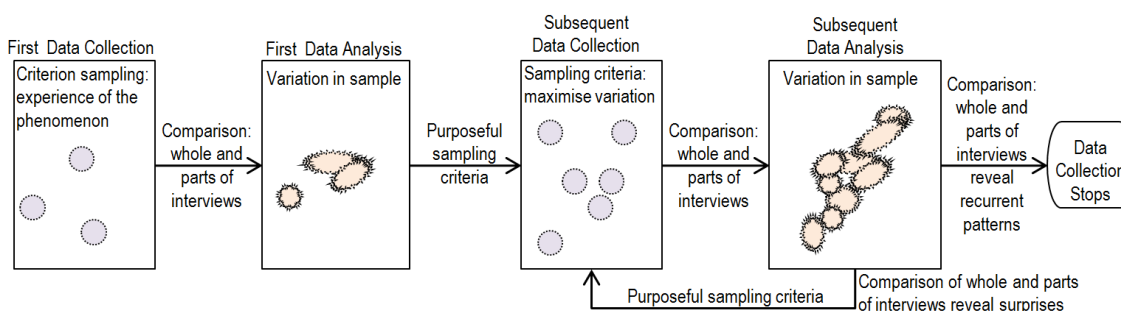 First Data Collection
Criterion sampling:
experience of the
phenomenon
Comparison:
whole and
parts of
interviews
First Data Analysis
Variation in sample
Purposeful
sampling
criteria
Subsequent
Data Collection
Sampling criteria:
maximise variation
Comparison:
whole and
parts of
interviews
Subsequent
Data Analysis
Variation in sample
Comparison:
whole and
parts of
interviews
reveal
recurrent
patterns
Data
Collection
Stops
Purposeful sampling criteria
Comparison of whole and parts
of interviews reveal surprises